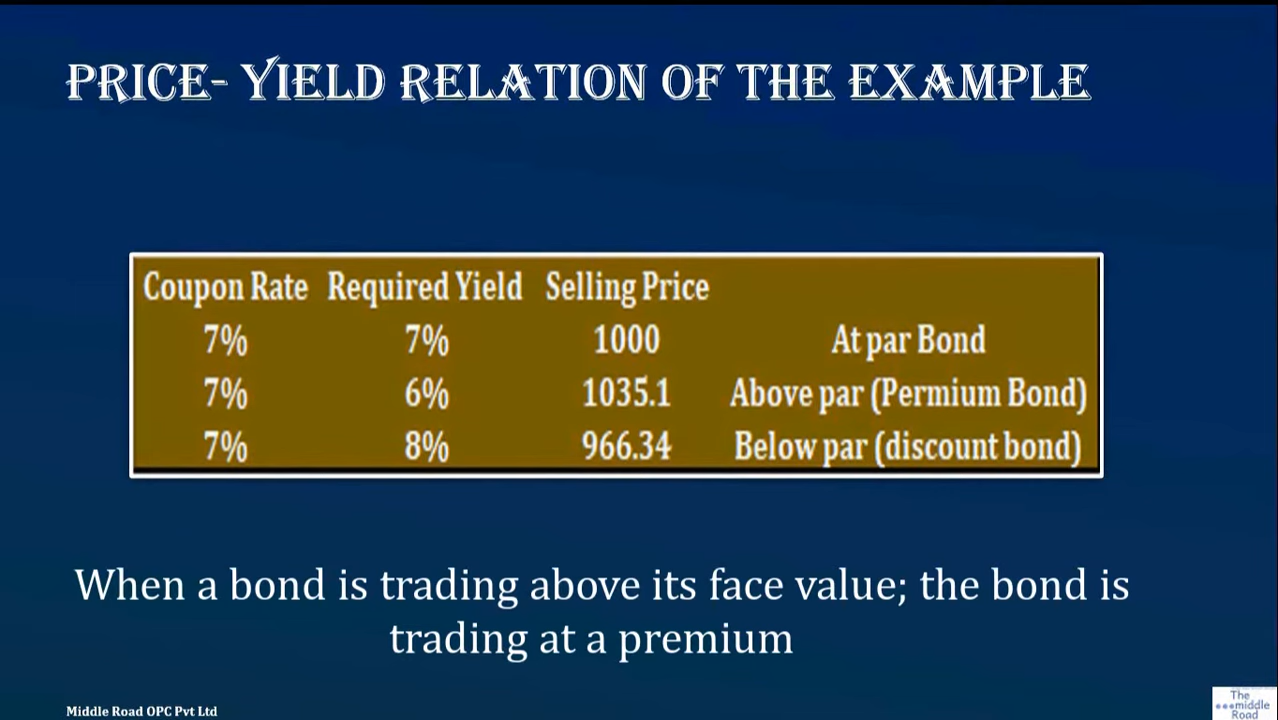 PRICE- YIELD RELATION OF THE EXAMPLE
Coupon Rate Required Yield Selling Price
7% 7% 1000 At par Bond
7% 6% 1035.1 Above par (Permium Bond)
7% 8% 966.34 Below par (discount bond)
When a bond is trading above its face value; the bond is
trading at a premium
Middle Road OPC Pvt Ltd
The
middle
Road